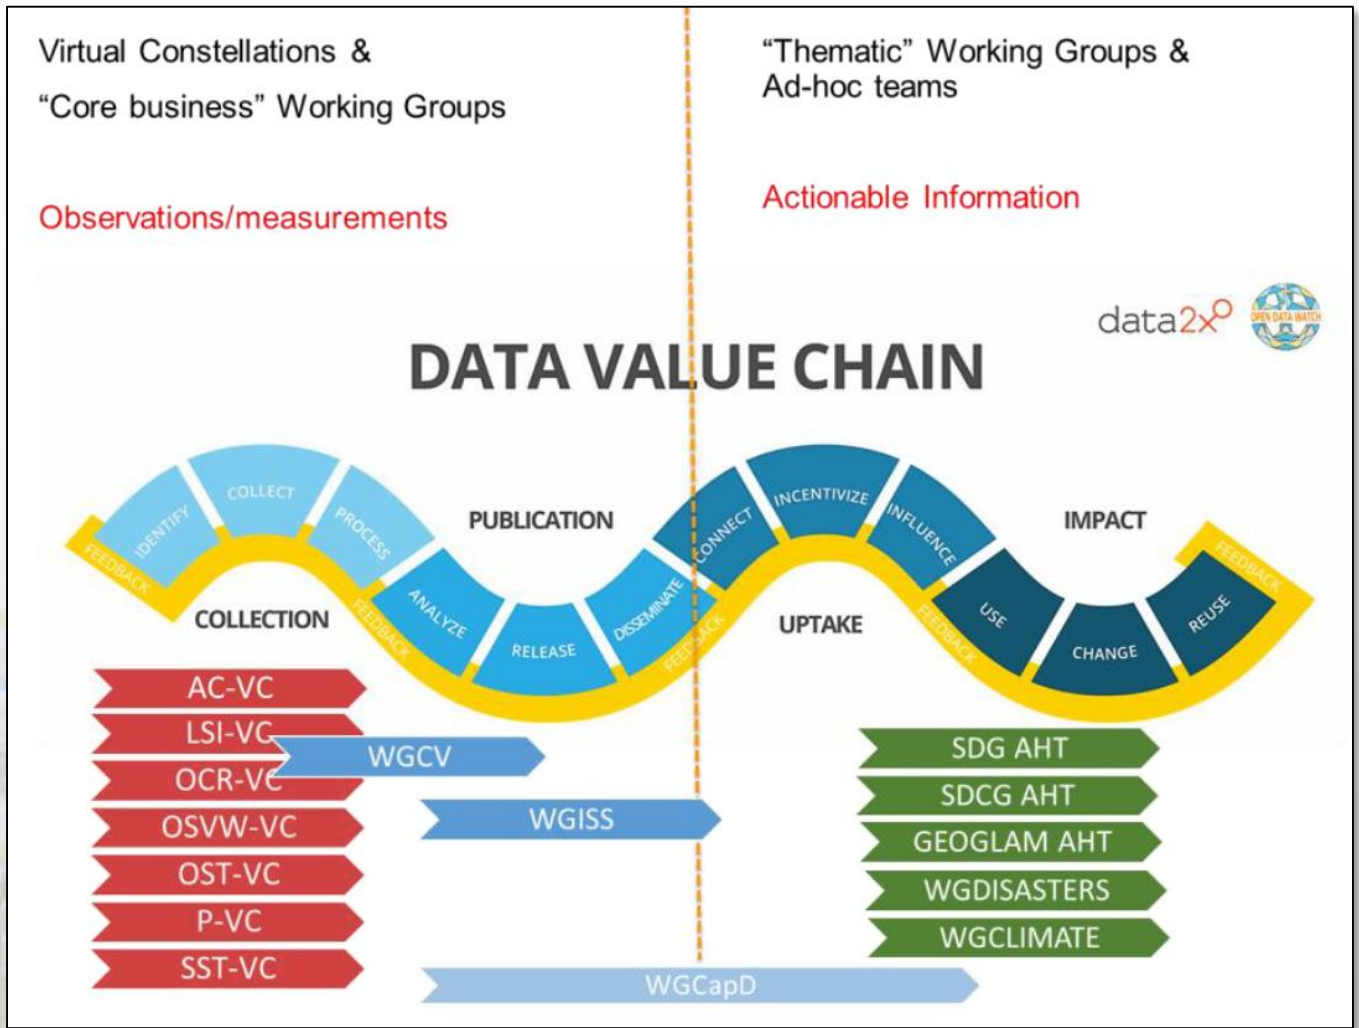 Virtual Constellations &
“Core business” Working Groups
“Thematic” Working Groups &
Ad-hoc teams
Observations/measurements
Actionable Information
data2x
OPEN DATA WATCH
DATA VALUE CHAIN
FEEDBACK
IDENTIFY
COLLECT
PROCESS
COLLECTION
FEEDBACK
PUBLICATION
ANALYZE
RELEASE
DISSEMINATE
FEEDBACK
CONNECT
INCENTIVIZE
INFLUENCE
UPTAKE
FEEDBACK
IMPACT
USE
CHANGE
REUSE
FEEDBACK
AC-VC
LSI-VC
OCR-VC
OSVW-VC
OST-VC
P-VC
SST-VC
WGCV
WGISS
WGCapD
SDG AHT
SDCG AHT
GEOGLAM AHT
WGDISASTERS
WGCLIMATE